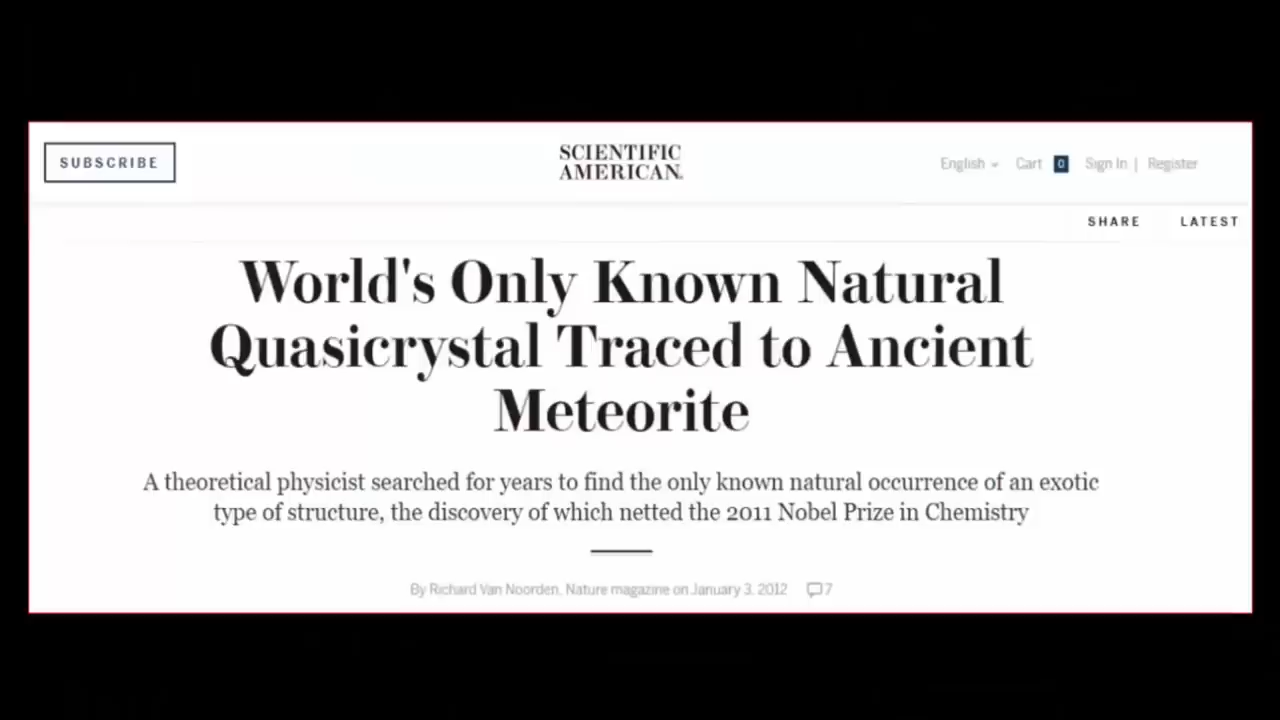 SUBSCRIBE
SCIENTIFIC
AMERICAN
English Cart 0 Sign In | Register
SHARE LATEST
World's Only Known Natural
Quasicrystal Traced to Ancient
Meteorite
A theoretical physicist searched for years to find the only known natural occurrence of an exotic
type of structure, the discovery of which netted the 2011 Nobel Prize in Chemistry
By Richard Van Noorden, Nature magazine on January 3, 2012 7